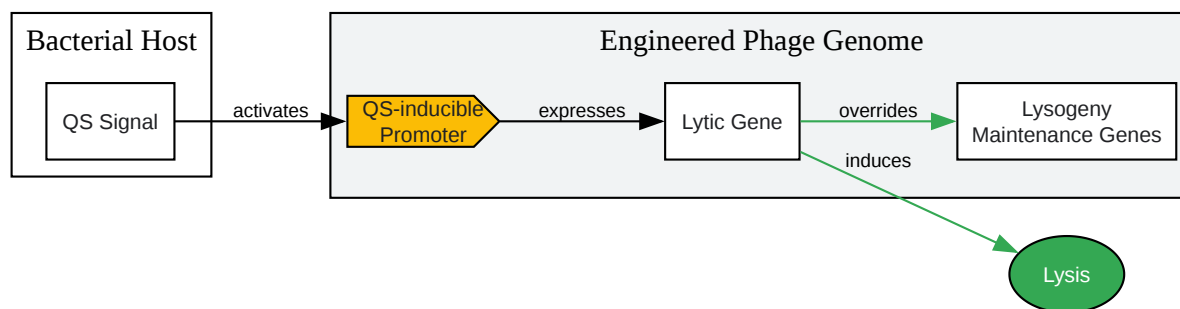 Bacterial Host
Engineered Phage Genome
QS Signal
activates
QS-inducible
Promoter
expresses
Lytic Gene
overrides
Lysogeny
Maintenance Genes
induces
Lysis